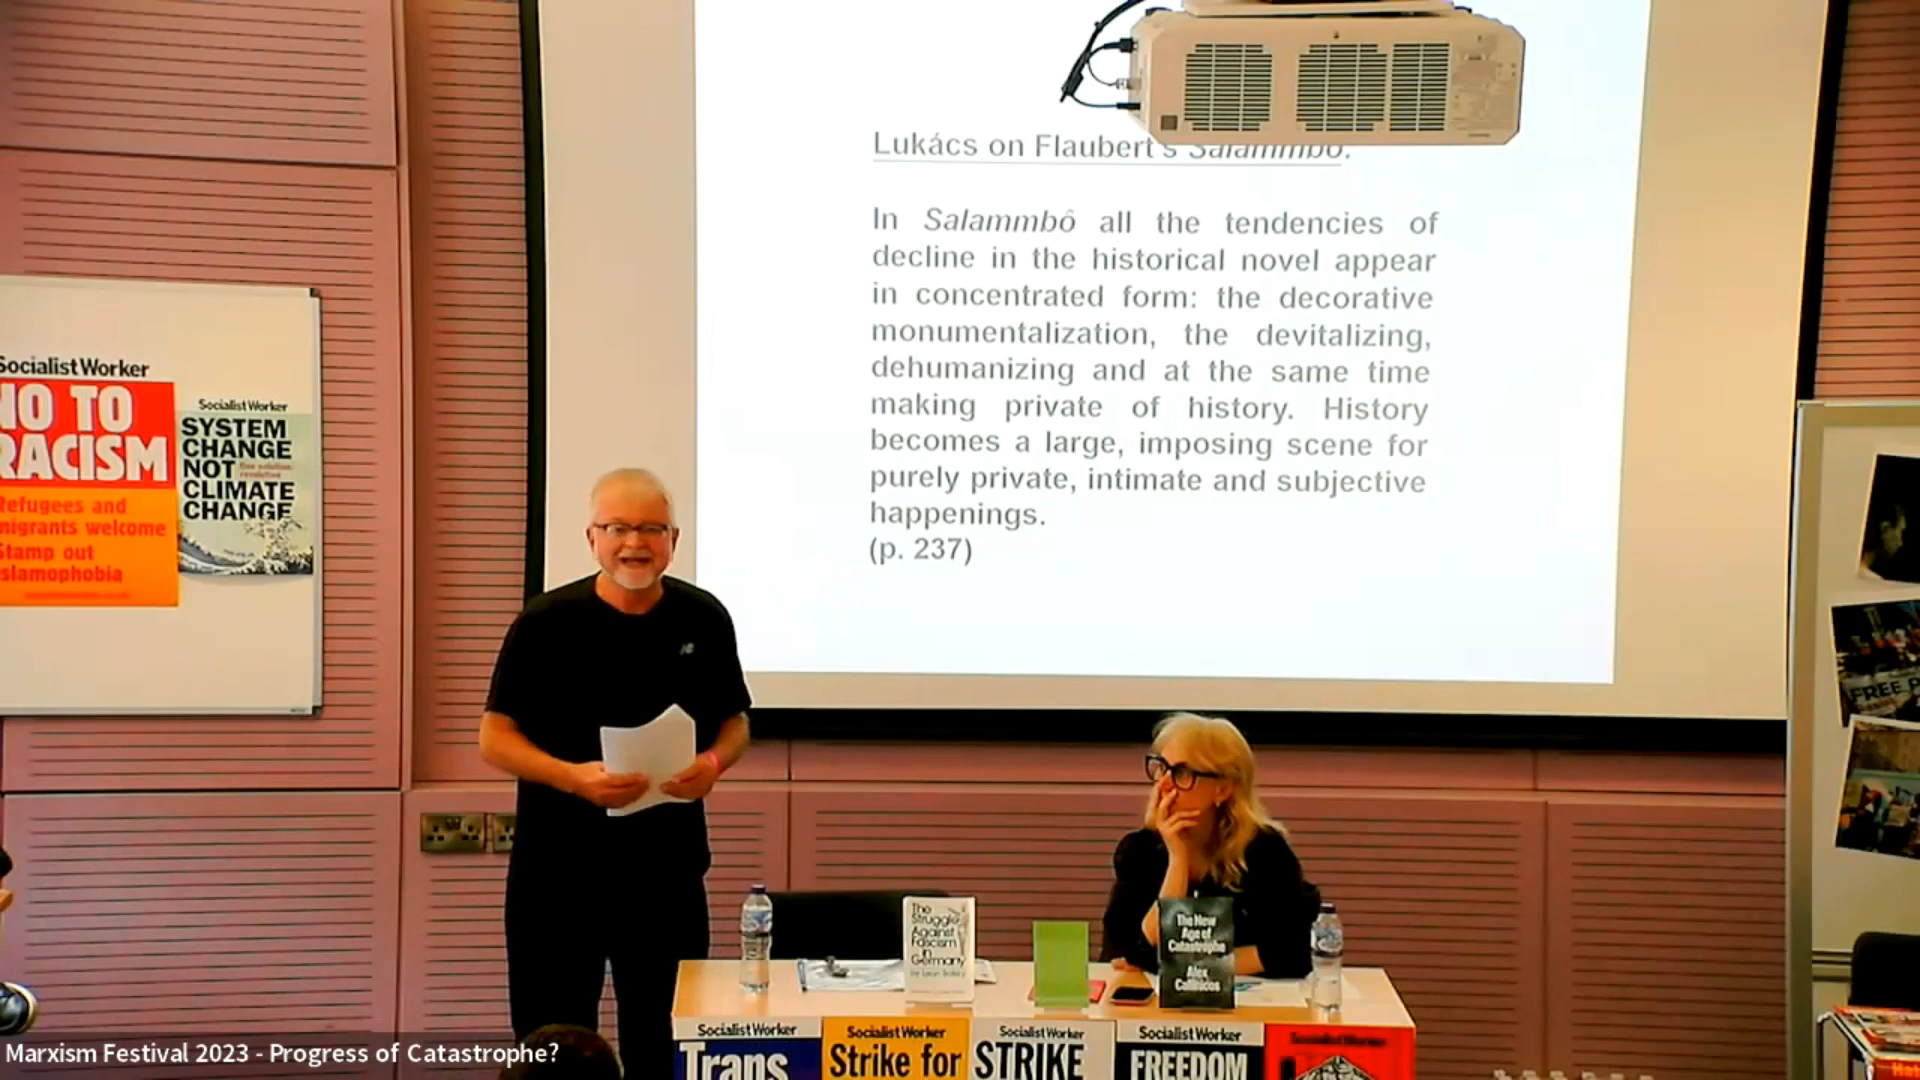 Lukács on Flaubert's Salammbô.
In Salammbô all the tendencies of
decline in the historical novel appear
in concentrated form: the decorative
monumentalization, the devitalizing,
dehumanizing and at the same time
making private of history. History
becomes a large, imposing scene for
purely private, intimate and subjective
happenings.
(p. 237)
Socialist Worker
NO TO
RACISM
Refugees and
migrants welcome
Stamp out
Islamophobia
Socialist Worker
SYSTEM
CHANGE
NOT
CLIMATE
CHANGE
FREE
The
Struggle
Against
Fascism
in
Germany
The New
Age of
Catastrophe
Alex
Callinicos
Socialist Worker
Trans
Socialist Worker
Strike for
Socialist Worker
STRIKE
Socialist Worker
FREEDOM
Socialist Worker
Marxism Festival 2023 - Progress of Catastrophe?